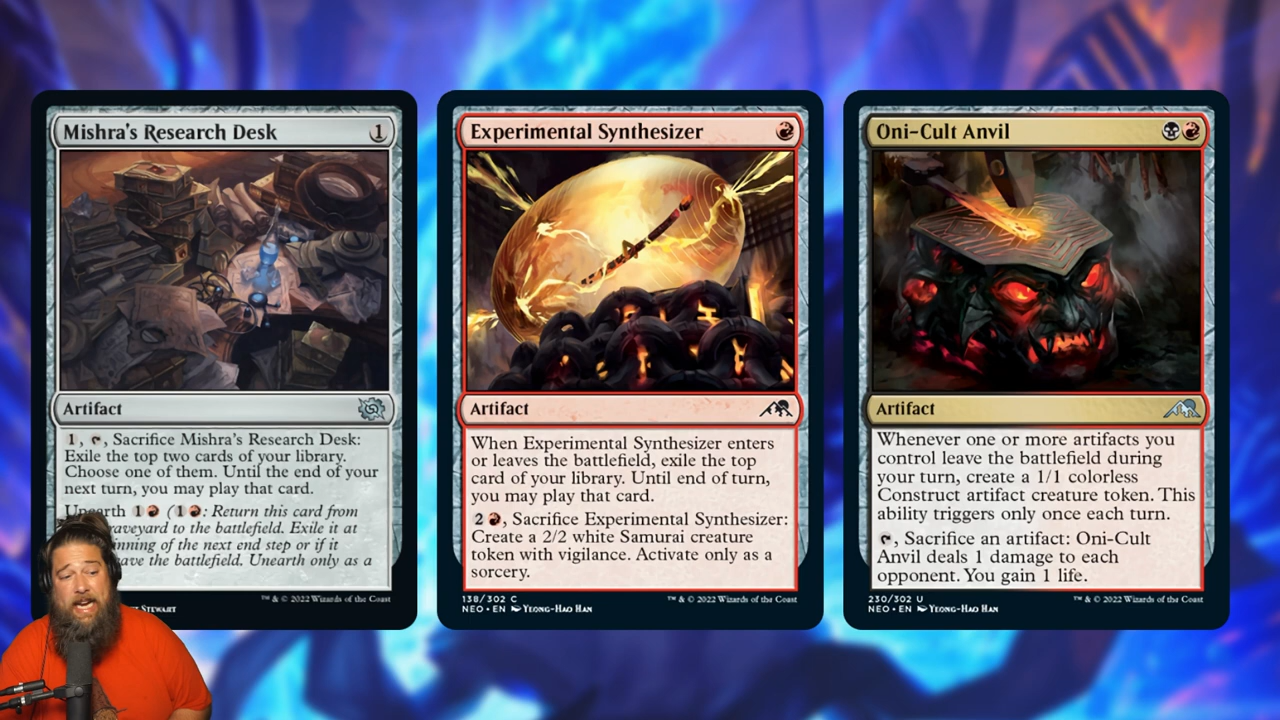 Mishra's Research Desk
1
Artifact
1, , Sacrifice Mishra's Research Desk:
Exile the top two cards of your library.
Choose one of them. Until the end of your
next turn, you may play that card.
Unearth 1 (1 : Return this card from
graveyard to the battlefield. Exile it at
of the next end step or if it
leave the battlefield. Unearth only as a
Stewart
™ & © 2022 Wizards of the Coast
Experimental Synthesizer
Artifact
When Experimental Synthesizer enters
or leaves the battlefield, exile the top
card of your library. Until end of turn,
you may play that card.
2 , Sacrifice Experimental Synthesizer:
Create a 2/2 white Samurai creature
token with vigilance. Activate only as a
sorcery.
138/302 C
NEO • EN Yeong-Hao Han
™ & © 2022 Wizards of the Coast
Oni-Cult Anvil
Artifact
Whenever one or more artifacts you
control leave the battlefield during
your turn, create a 1/1 colorless
Construct artifact creature token. This
ability triggers only once each turn.
, Sacrifice an artifact: Oni-Cult
Anvil deals 1 damage to each
opponent. You gain 1 life.
230/302 U
NEO • EN Yeong-Hao Han
™ & © 2022 Wizards of the Coast